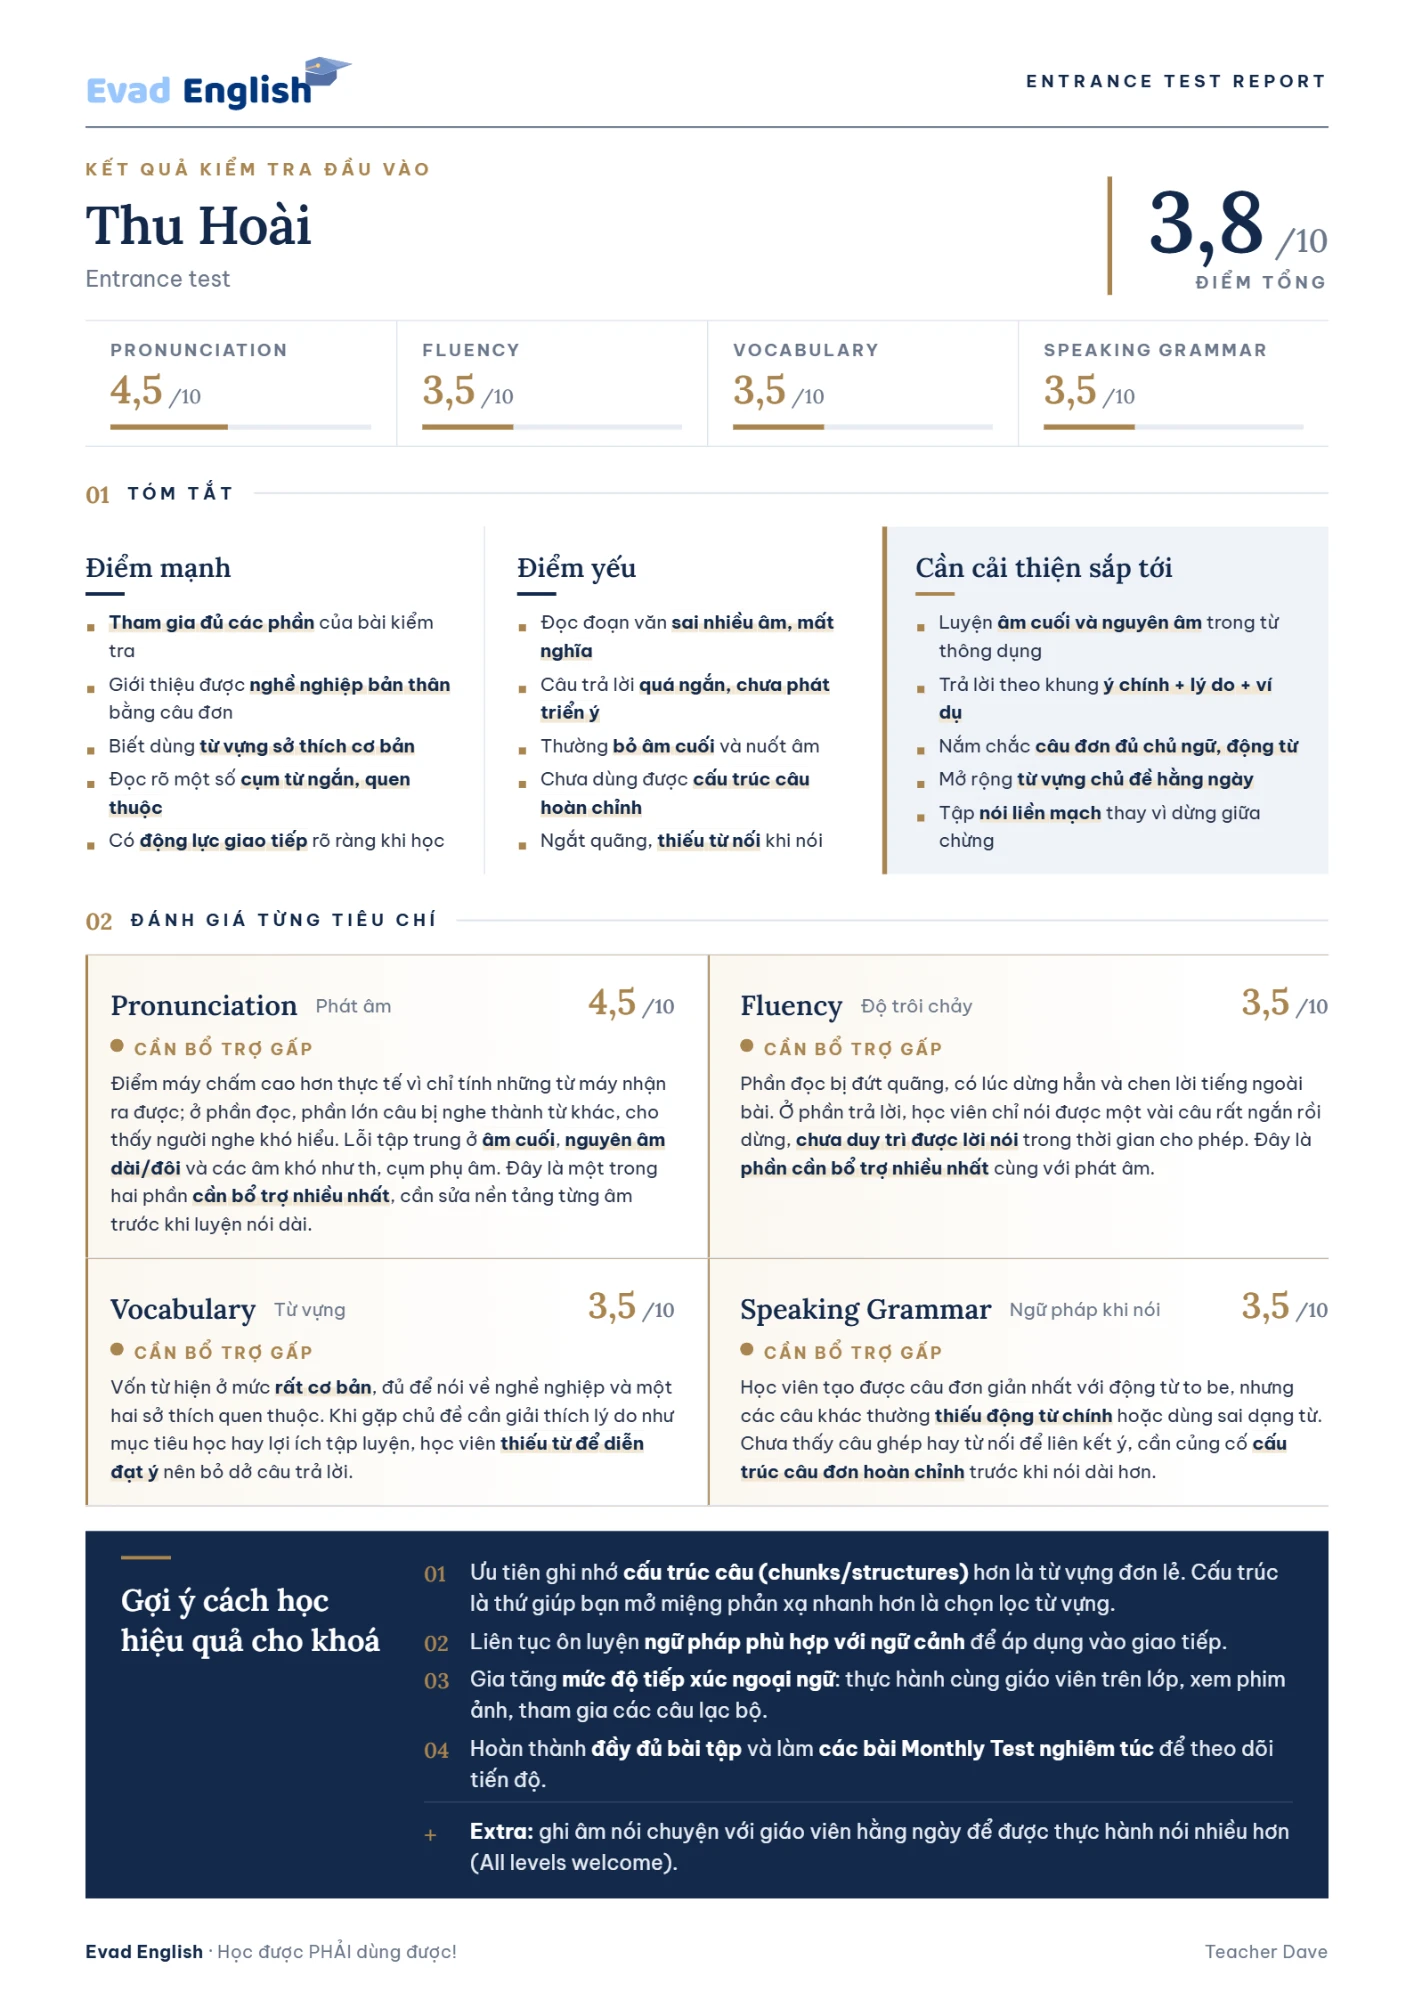 Evad English
ENTRANCE TEST REPORT
KẾT QUẢ KIỂM TRA ĐẦU VÀO
Thu Hoài
Entrance test
3,8 /10
ĐIỂM TỔNG
PRONUNCIATION
4,5 /10
FLUENCY
3,5 /10
VOCABULARY
3,5 /10
SPEAKING GRAMMAR
3,5 /10
01 TÓM TẮT
Điểm mạnh
Tham gia đủ các phần của bài kiểm
tra
Giới thiệu được nghề nghiệp bản thân
bằng câu đơn
Biết dùng từ vựng sở thích cơ bản
Đọc rõ một số cụm từ ngắn, quen
thuộc
Có động lực giao tiếp rõ ràng khi học
Điểm yếu
Đọc đoạn văn sai nhiều âm, mất
nghĩa
Câu trả lời quá ngắn, chưa phát
triển ý
Thường bỏ âm cuối và nuốt âm
Chưa dùng được cấu trúc câu
hoàn chỉnh
Ngắt quãng, thiếu từ nối khi nói
Cần cải thiện sắp tới
Luyện âm cuối và nguyên âm trong từ
thông dụng
Trả lời theo khung ý chính + lý do + ví
dụ
Nắm chắc câu đơn đủ chủ ngữ, động từ
Mở rộng từ vựng chủ đề hằng ngày
Tập nói liền mạch thay vì dừng giữa
chừng
02 ĐÁNH GIÁ TỪNG TIÊU CHÍ
Pronunciation Phát âm 4,5 /10
CẦN BỔ TRỢ GẤP
Điểm máy chấm cao hơn thực tế vì chỉ tính những từ máy nhận
ra được; ở phần đọc, phần lớn câu bị nghe thành từ khác, cho
thấy người nghe khó hiểu. Lỗi tập trung ở âm cuối, nguyên âm
dài/đôi và các âm khó như th, cụm phụ âm. Đây là một trong
hai phần cần bổ trợ nhiều nhất, cần sửa nền tảng từng âm
trước khi luyện nói dài.
Fluency Độ trôi chảy 3,5 /10
CẦN BỔ TRỢ GẤP
Phần đọc bị đứt quãng, có lúc dừng hẳn và chen lời tiếng ngoài
bài. Ở phần trả lời, học viên chỉ nói được một vài câu rất ngắn rồi
dừng, chưa duy trì được lời nói trong thời gian cho phép. Đây là
phần cần bổ trợ nhiều nhất cùng với phát âm.
Vocabulary Từ vựng 3,5 /10
CẦN BỔ TRỢ GẤP
Vốn từ hiện ở mức rất cơ bản, đủ để nói về nghề nghiệp và một
hai sở thích quen thuộc. Khi gặp chủ đề cần giải thích lý do như
mục tiêu học hay lợi ích tập luyện, học viên thiếu từ để diễn
đạt ý nên bỏ dở câu trả lời.
Speaking Grammar Ngữ pháp khi nói 3,5 /10
CẦN BỔ TRỢ GẤP
Học viên tạo được câu đơn giản nhất với động từ to be, nhưng
các câu khác thường thiếu động từ chính hoặc dùng sai dạng từ.
Chưa thấy câu ghép hay từ nối để liên kết ý, cần củng cố cấu
trúc câu đơn hoàn chỉnh trước khi nói dài hơn.
Gợi ý cách học
hiệu quả cho khoá
01 Ưu tiên ghi nhớ cấu trúc câu (chunks/structures) hơn là từ vựng đơn lẻ. Cấu trúc
là thứ giúp bạn mở miệng phản xạ nhanh hơn là chọn lọc từ vựng.
02 Liên tục ôn luyện ngữ pháp phù hợp với ngữ cảnh để áp dụng vào giao tiếp.
03 Gia tăng mức độ tiếp xúc ngoại ngữ: thực hành cùng giáo viên trên lớp, xem phim
ảnh, tham gia các câu lạc bộ.
04 Hoàn thành đầy đủ bài tập và làm các bài Monthly Test nghiêm túc để theo dõi
tiến độ.
+ Extra: ghi âm nói chuyện với giáo viên hằng ngày để được thực hành nói nhiều hơn
(All levels welcome).
Evad English · Học được PHẢI dùng được!
Teacher Dave